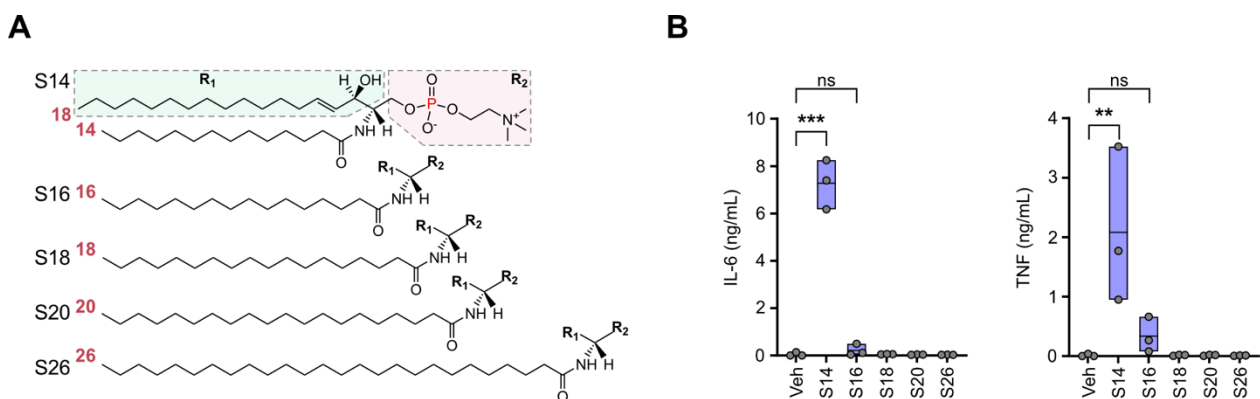 A
S14
R1
H
OH
O
R2
O
P
O
O-
N+
18
14
NH
H
O
S16
16
R1
R2
NH
H
O
S18
18
R1
R2
NH
H
O
S20
20
R1
R2
NH
H
O
S26
26
R1
R2
NH
H
O
B
ns
***
IL-6 (ng/mL)
10
8
6
4
2
0
Veh
S14
S16
S18
S20
S26
ns
**
TNF (ng/mL)
4
3
2
1
0
Veh
S14
S16
S18
S20
S26